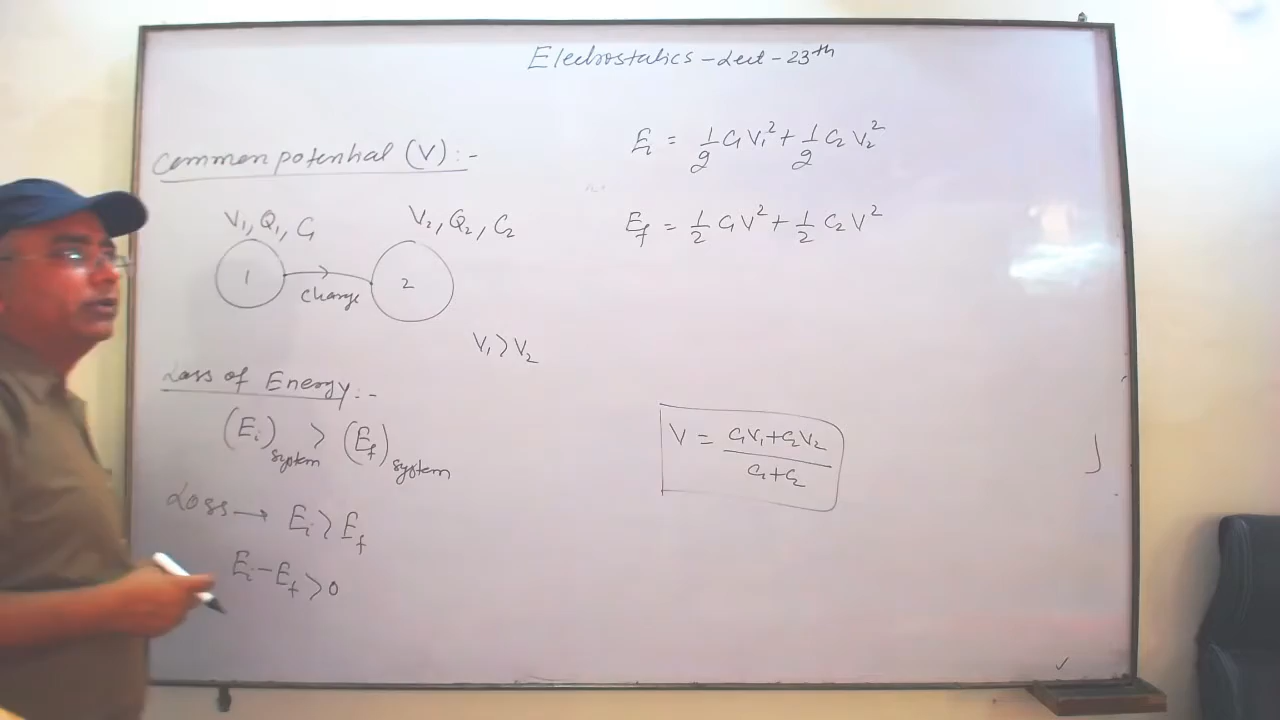 Electrostatics - Lect - 23th
Common potential (V) :-
V₁, Q₁, C₁
V₂, Q₂, C₂
1
2
Charge
V₁ > V₂
Loss of Energy :-
(Ei)system > (Ef)system
Loss → Ei > Ef
Ei - Ef > 0
Ei = 1/2 C₁V₁² + 1/2 C₂V₂²
Ef = 1/2 C₁V² + 1/2 C₂V²
V = (C₁V₁ + C₂V₂)/(C₁ + C₂)